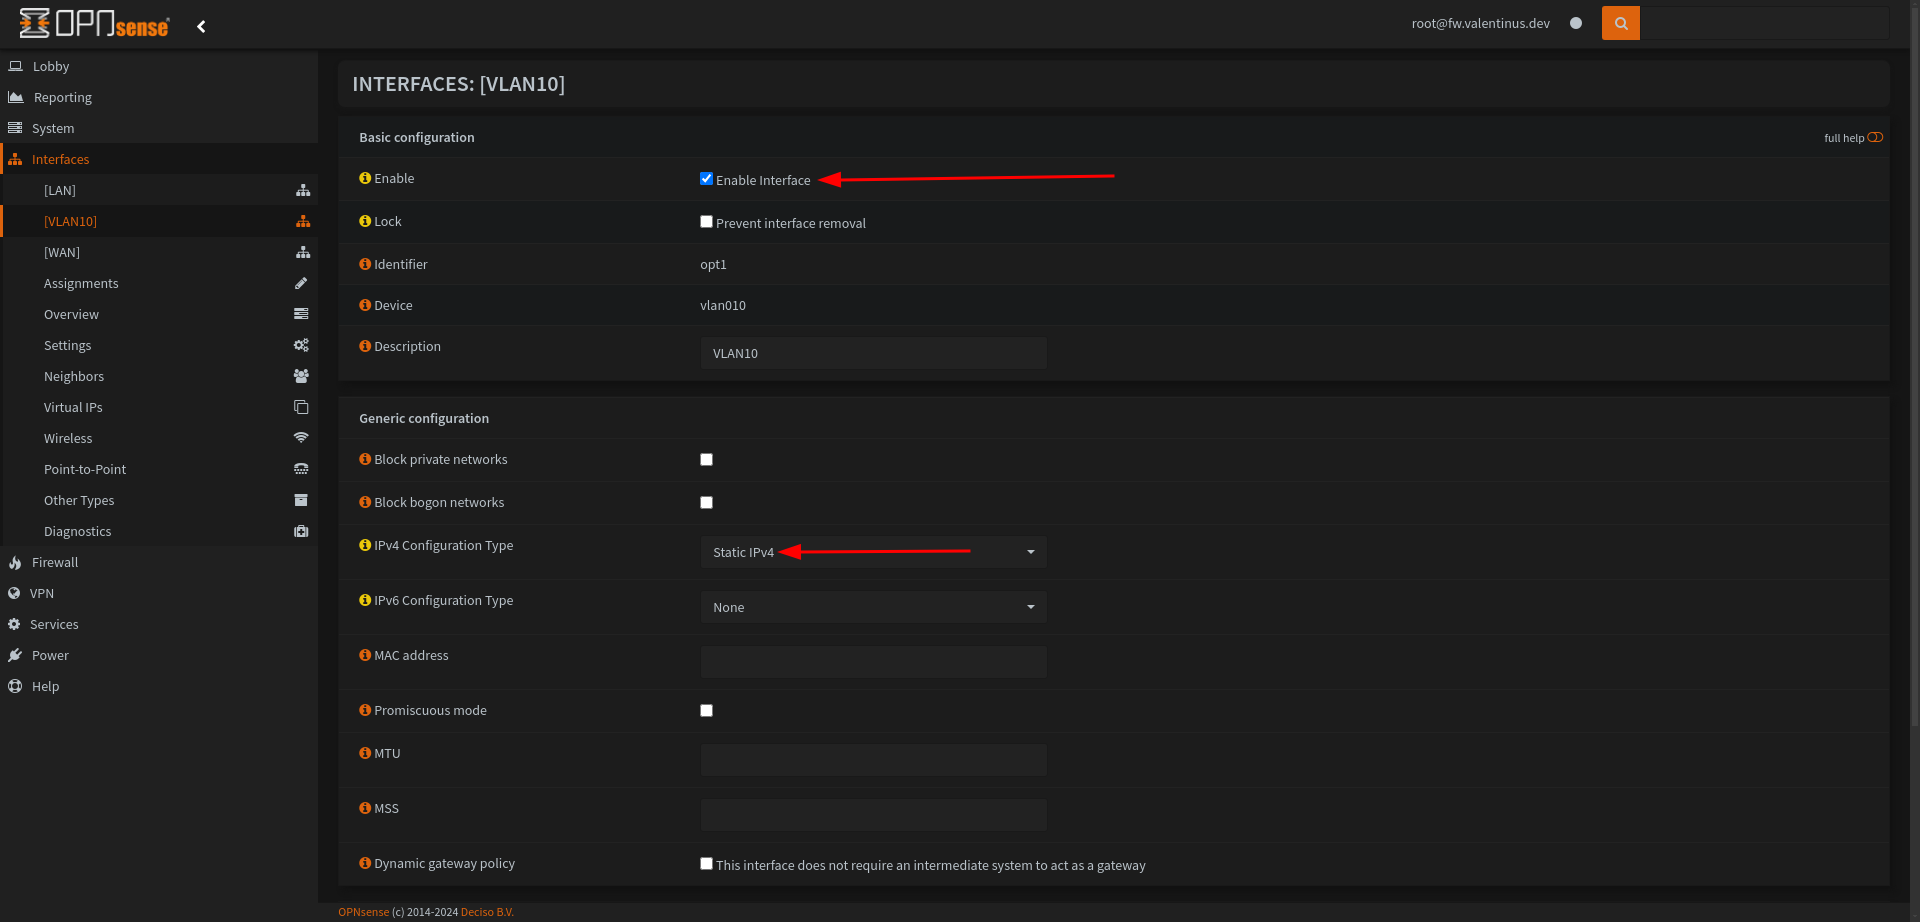 OPNsense
root@fw.valentinus.dev
Lobby
Reporting
System
Interfaces
[LAN]
[VLAN10]
[WAN]
Assignments
Overview
Settings
Neighbors
Virtual IPs
Wireless
Point-to-Point
Other Types
Diagnostics
Firewall
VPN
Services
Power
Help
INTERFACES: [VLAN10]
Basic configuration
full help
Enable
Enable Interface
Lock
Prevent interface removal
Identifier
opt1
Device
vlan010
Description
VLAN10
Generic configuration
Block private networks
Block bogon networks
IPv4 Configuration Type
Static IPv4
IPv6 Configuration Type
None
MAC address
Promiscuous mode
MTU
MSS
Dynamic gateway policy
This interface does not require an intermediate system to act as a gateway
OPNsense (c) 2014-2024 Deciso B.V.